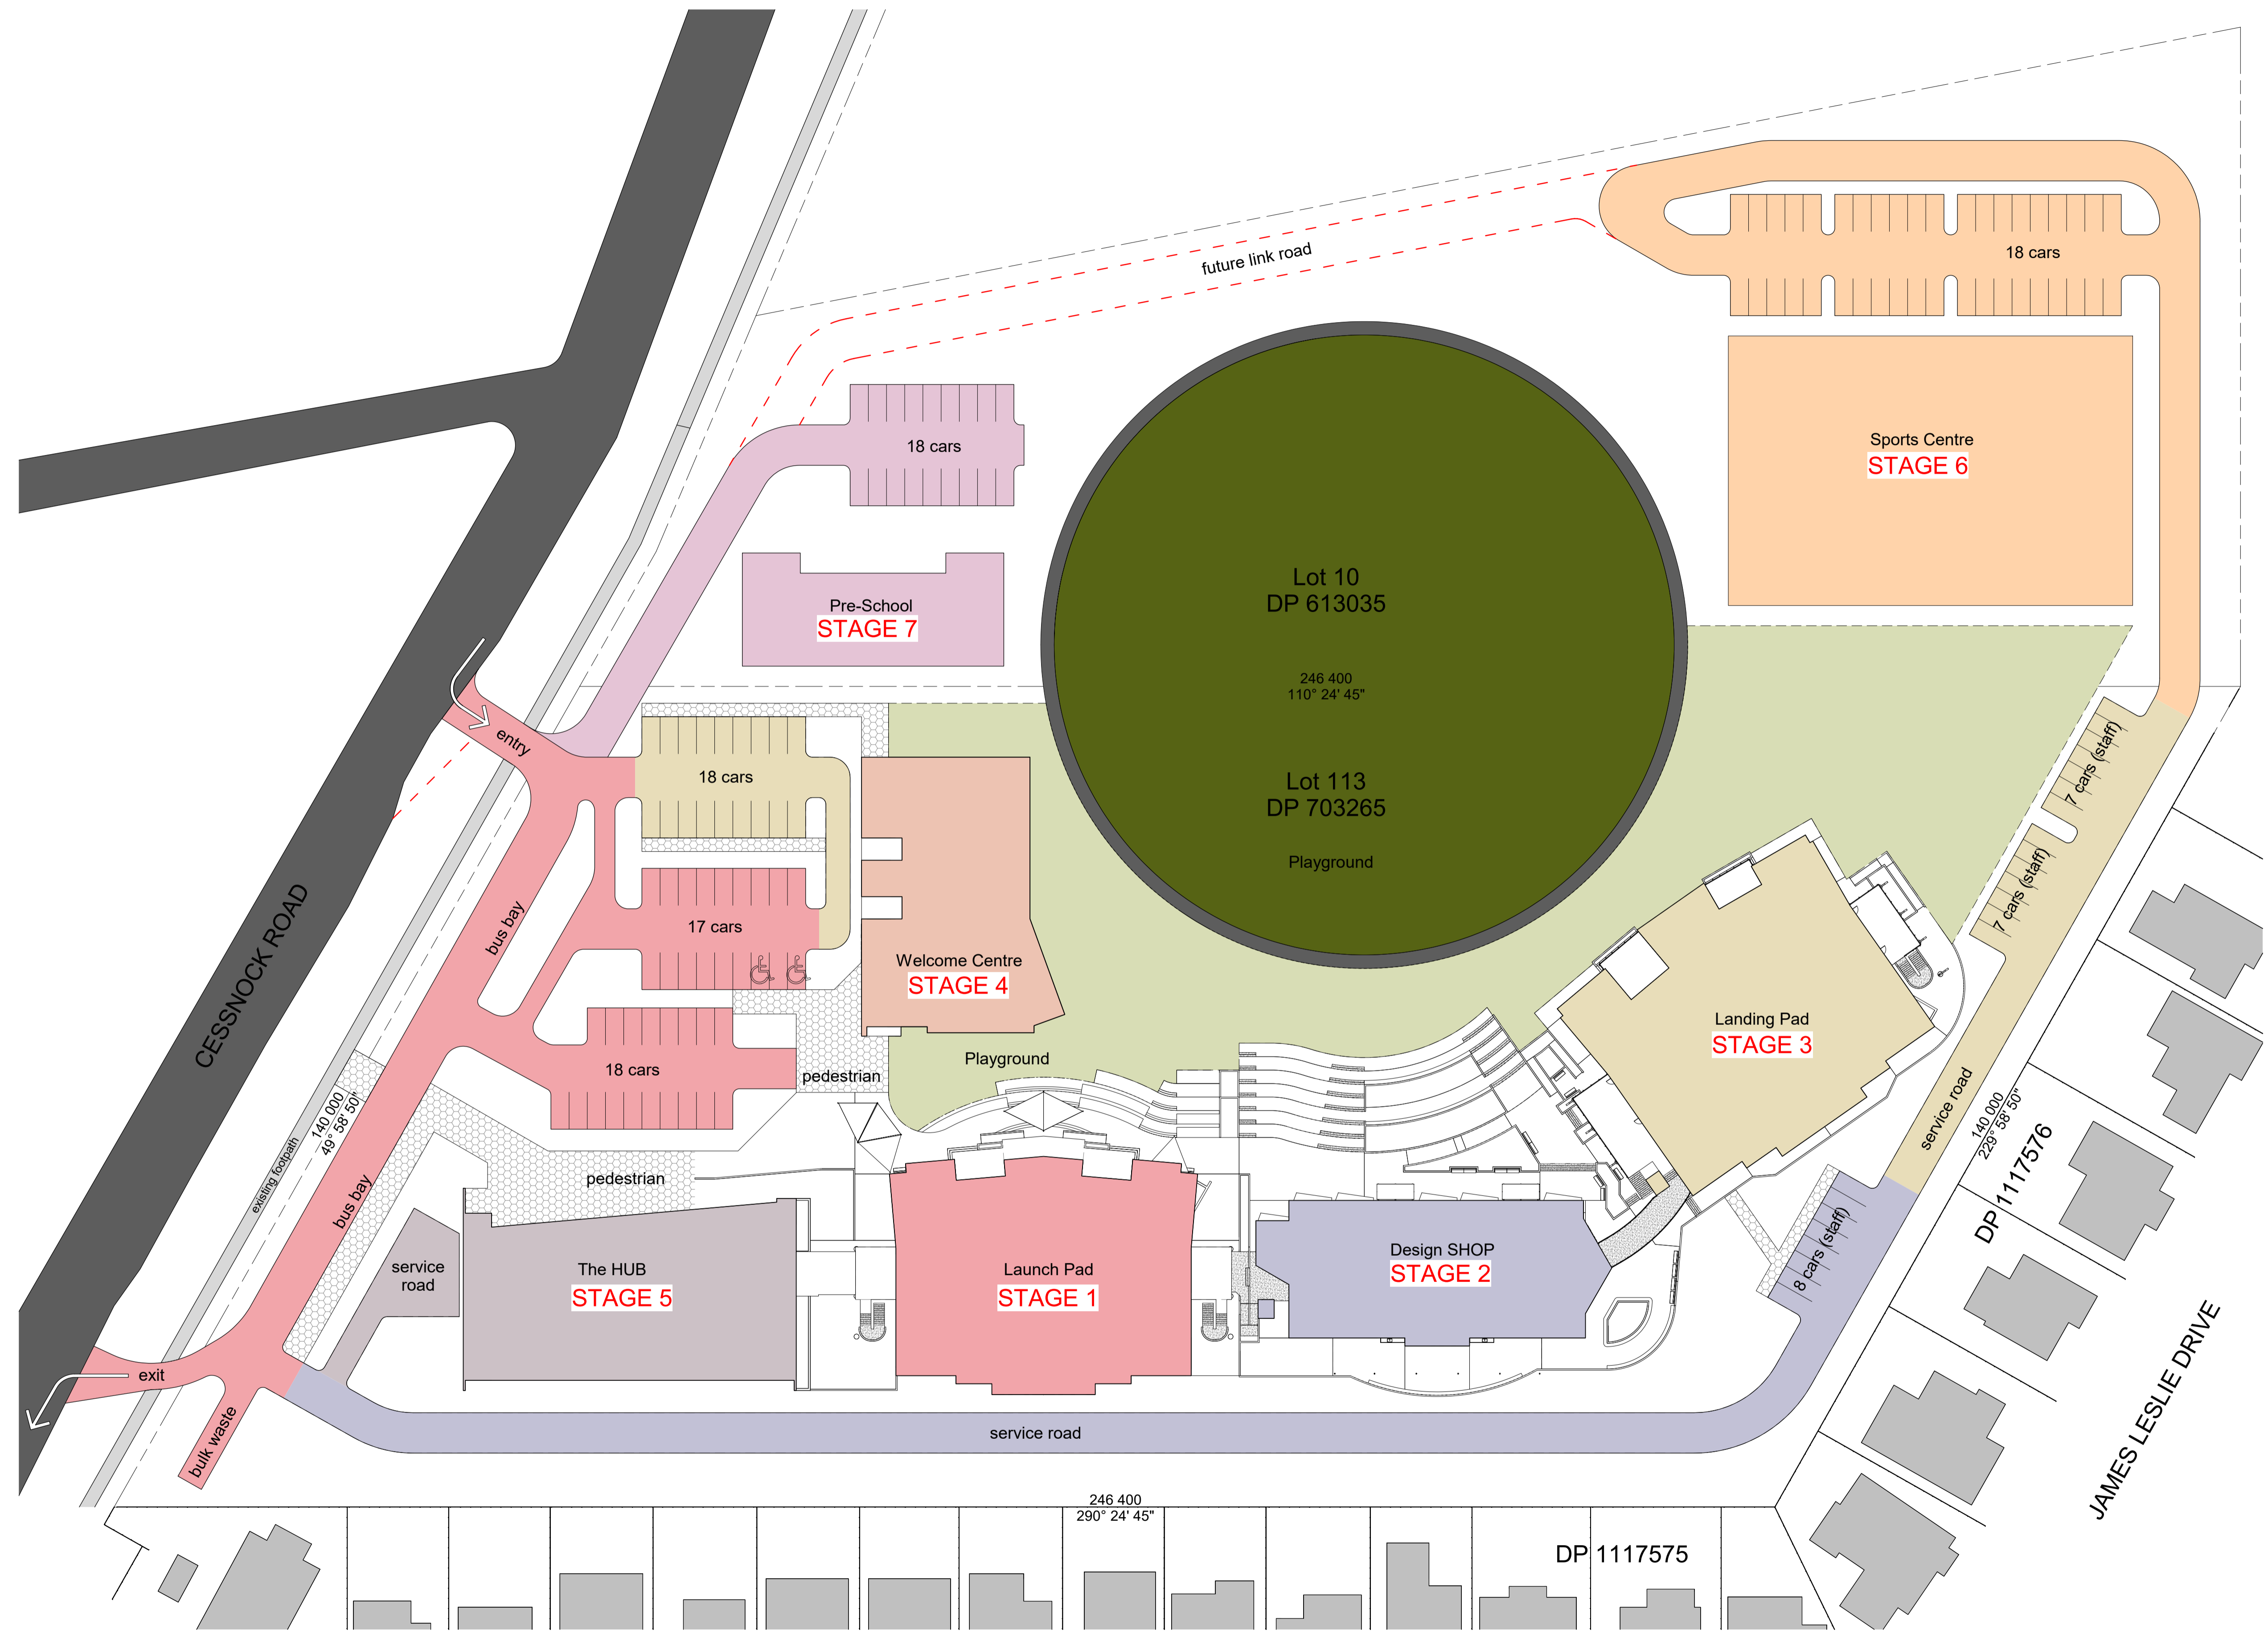 future link road
18 cars
Sports Centre
STAGE 6
18 cars
Lot 10
DP 613035
Pre-School
STAGE 7
246 400
110° 24' 45"
entry
18 cars
7 cars (staff)
Lot 113
DP 703265
Playground
7 cars (staff)
CESSNOCK ROAD
bus bay
17 cars
Welcome Centre
STAGE 4
Landing Pad
STAGE 3
Playground
18 cars
pedestrian
service road
140 000
229° 58' 50"
DP 1117576
140 000
49° 58' 50"
existing footpath
bus bay
pedestrian
service
road
The HUB
STAGE 5
Launch Pad
STAGE 1
Design SHOP
STAGE 2
8 cars (staff)
JAMES LESLIE DRIVE
exit
bulk waste
service road
246 400
290° 24' 45"
DP 1117575